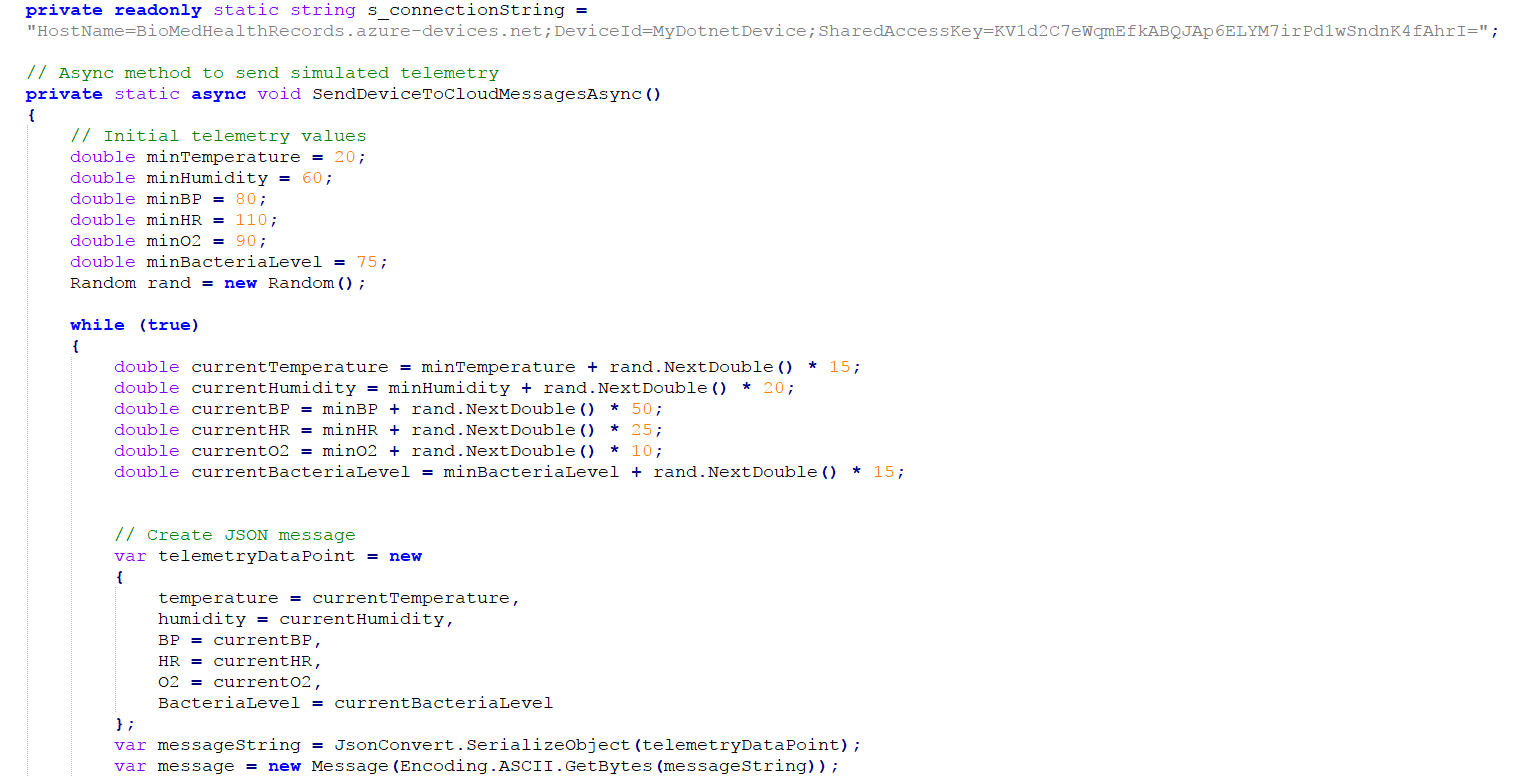 private readonly static string s_connectionString =
"HostName=BioMedHealthRecords.azure-devices.net;DeviceId=MyDotnetDevice;SharedAccessKey=KV1d2C7eWqmEfkABQJAp6ELYM7irPd1wSndnK4fAhrI=";
// Async method to send simulated telemetry
private static async void SendDeviceToCloudMessagesAsync()
{
// Initial telemetry values
double minTemperature = 20;
double minHumidity = 60;
double minBP = 80;
double minHR = 110;
double minO2 = 90;
double minBacteriaLevel = 75;
Random rand = new Random();
while (true)
{
double currentTemperature = minTemperature + rand.NextDouble() * 15;
double currentHumidity = minHumidity + rand.NextDouble() * 20;
double currentBP = minBP + rand.NextDouble() * 50;
double currentHR = minHR + rand.NextDouble() * 25;
double currentO2 = minO2 + rand.NextDouble() * 10;
double currentBacteriaLevel = minBacteriaLevel + rand.NextDouble() * 15;
// Create JSON message
var telemetryDataPoint = new
{
temperature = currentTemperature,
humidity = currentHumidity,
BP = currentBP,
HR = currentHR,
O2 = currentO2,
BacteriaLevel = currentBacteriaLevel
};
var messageString = JsonConvert.SerializeObject(telemetryDataPoint);
var message = new Message(Encoding.ASCII.GetBytes(messageString));